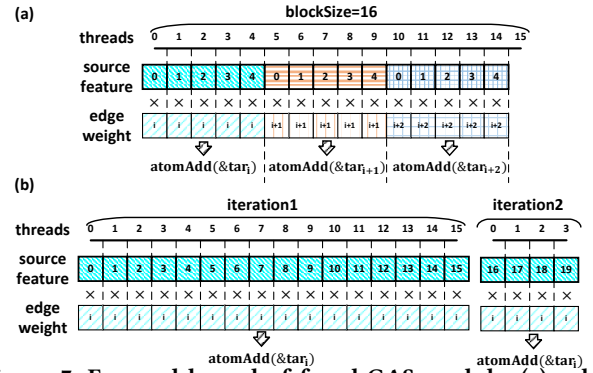 (a)
blockSize=16
threads 0 1 2 3 4 5 6 7 8 9 10 11 12 13 14 15
source feature 0 1 2 3 4 0 1 2 3 4 0 1 2 3 4
× × × × × × × × × × × × × × ×
edge weight i i i i i i+1 i+1 i+1 i+1 i+1 i+2 i+2 i+2 i+2 i+2
atomAdd(&tarᵢ) atomAdd(&tarᵢ₊₁) atomAdd(&tarᵢ₊₂)
(b)
iteration1 iteration2
threads 0 1 2 3 4 5 6 7 8 9 10 11 12 13 14 15 0 1 2 3
source feature 0 1 2 3 4 5 6 7 8 9 10 11 12 13 14 15 16 17 18 19
× × × × × × × × × × × × × × × × × × × ×
edge weight i i i i i i i i i i i i i i i i i i i i
atomAdd(&tarᵢ) atomAdd(&tarᵢ)